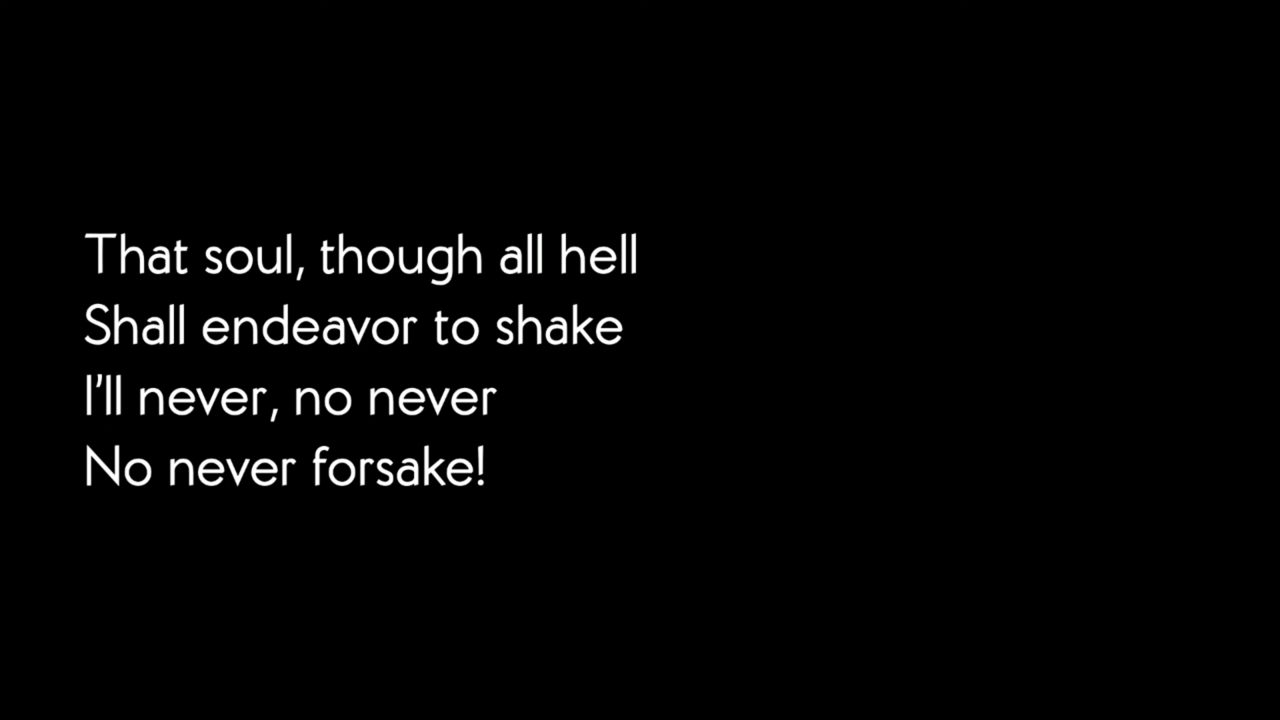 That soul, though all hell
Shall endeavor to shake
I'll never, no never
No never forsake!